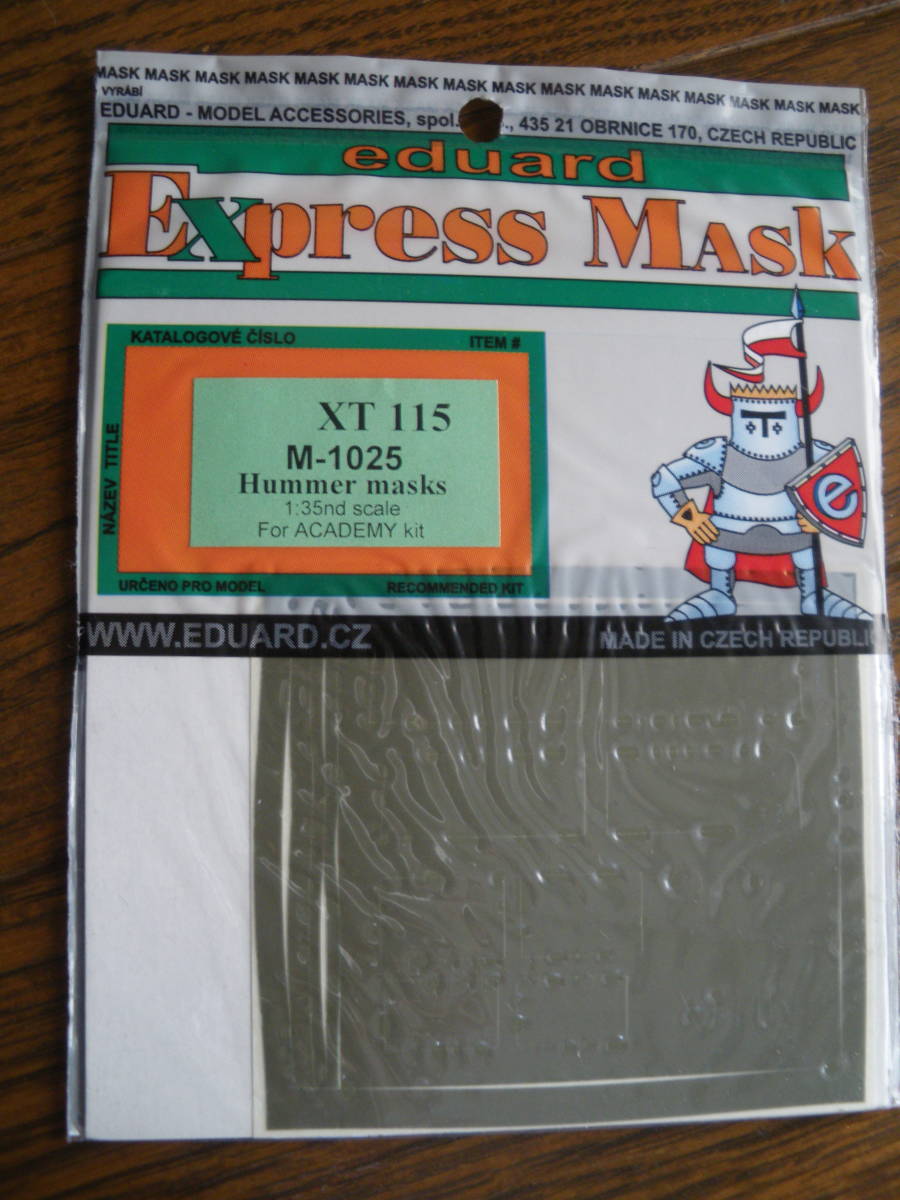 MASK MASK MASK MASK MASK MASK MASK MASK MASK MASK MASK MASK MASK MASK MASK MASK
VYRÁBÍ
EDUARD - MODEL ACCESSORIES, spol. , 435 21 OBRNICE 170, CZECH REPUBLIC
eduard
Express Mask
KATALOGOVÉ ČÍSLO ITEM #
NÁZEV TITLE
XT 115
M-1025
Hummer masks
1:35nd scale
For ACADEMY kit
URČENO PRO MODEL RECOMMENDED KIT
e
WWW.EDUARD.CZ MADE IN CZECH REPUBLIC